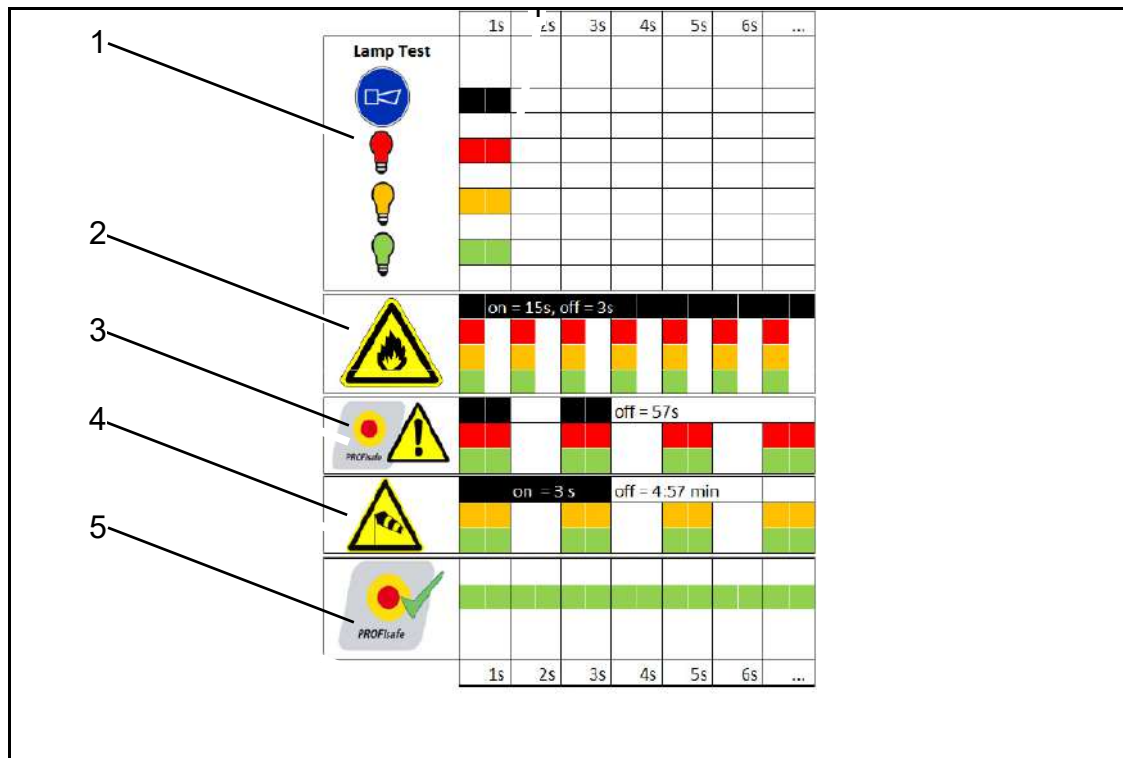 1s 2s 3s 4s 5s 6s ...
Lamp Test
1
2
on = 15s, off = 3s
3
off = 57s
PROFIsafe
4
on = 3 s off = 4:57 min
5
PROFIsafe
1s 2s 3s 4s 5s 6s ...